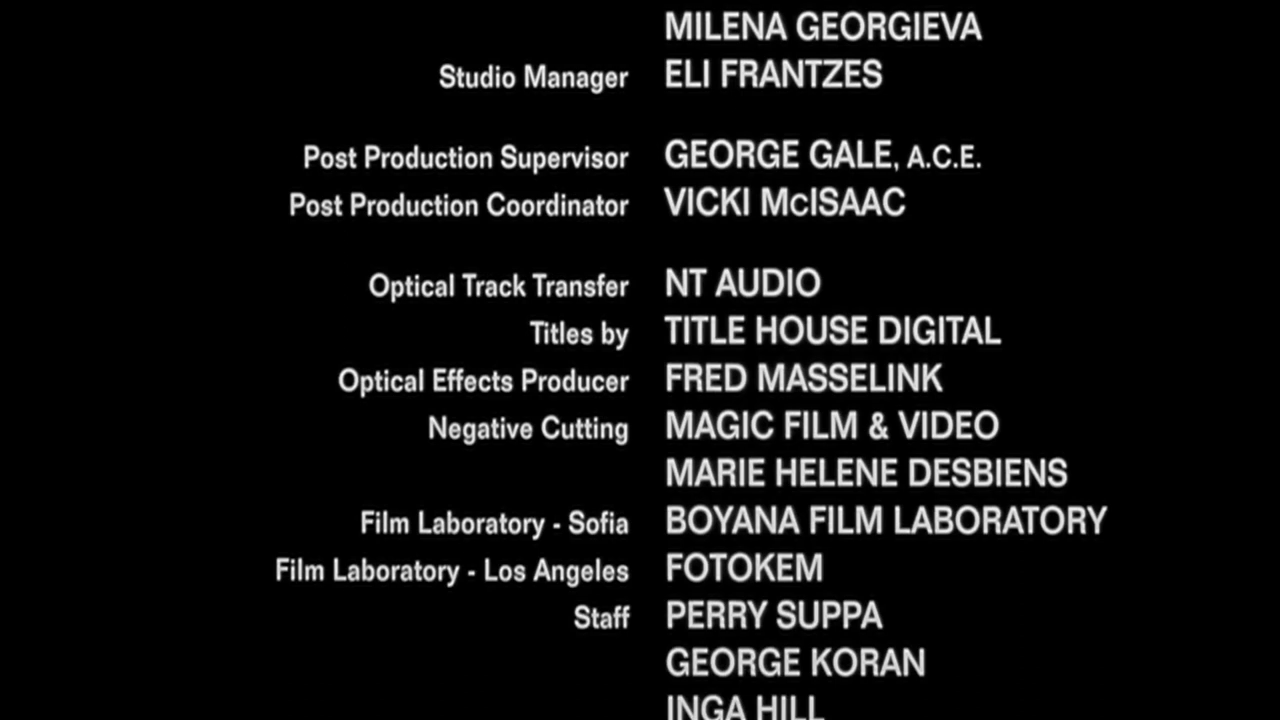 MILENA GEORGIEVA
Studio Manager ELI FRANTZES
Post Production Supervisor GEORGE GALE, A.C.E.
Post Production Coordinator VICKI McISAAC
Optical Track Transfer NT AUDIO
Titles by TITLE HOUSE DIGITAL
Optical Effects Producer FRED MASSELINK
Negative Cutting MAGIC FILM & VIDEO
MARIE HELENE DESBIENS
Film Laboratory - Sofia BOYANA FILM LABORATORY
Film Laboratory - Los Angeles FOTOKEM
Staff PERRY SUPPA
GEORGE KORAN
INGA HILL